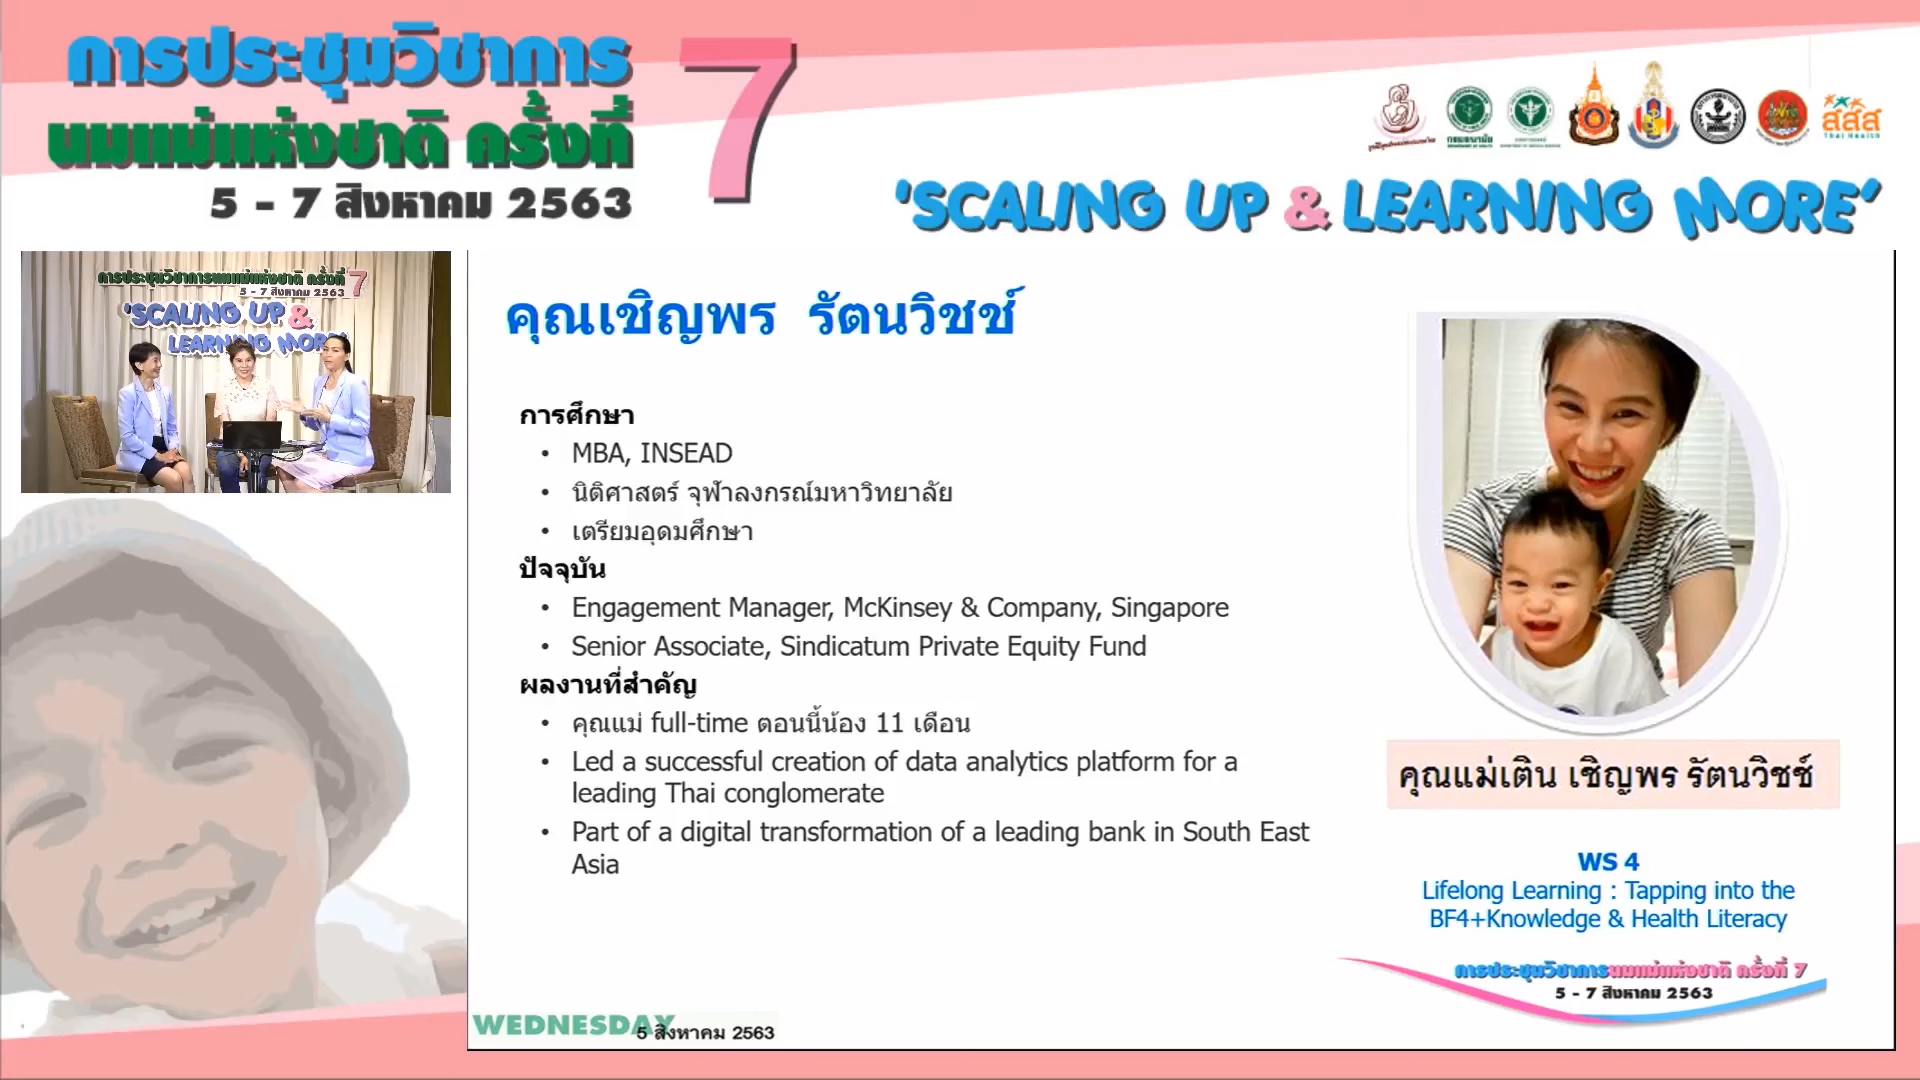 การประชุมวิชาการ
นมแม่แห่งชาติ ครั้งที่ 7
5 - 7 สิงหาคม 2563
'SCALING UP & LEARNING MORE'
กรมอนามัย
สสส
THAI HEALTH
การประชุมวิชาการนมแม่แห่งชาติ ครั้งที่ 7
5 - 7 สิงหาคม 2563
'SCALING UP &
LEARNING MOR
คุณเชิญพร รัตนวิชช์
การศึกษา
• MBA, INSEAD
• นิติศาสตร์ จุฬาลงกรณ์มหาวิทยาลัย
• เตรียมอุดมศึกษา
ปัจจุบัน
• Engagement Manager, McKinsey & Company, Singapore
• Senior Associate, Sindicatum Private Equity Fund
ผลงานที่สำคัญ
• คุณแม่ full-time ตอนนี้น้อง 11 เดือน
• Led a successful creation of data analytics platform for a
leading Thai conglomerate
• Part of a digital transformation of a leading bank in South East
Asia
คุณแม่เติน เชิญพร รัตนวิชช์
WS 4
Lifelong Learning : Tapping into the
BF4+Knowledge & Health Literacy
การประชุมวิชาการนมแม่แห่งชาติ ครั้งที่ 7
5 - 7 สิงหาคม 2563
WEDNESDAY
5 สิงหาคม 2563